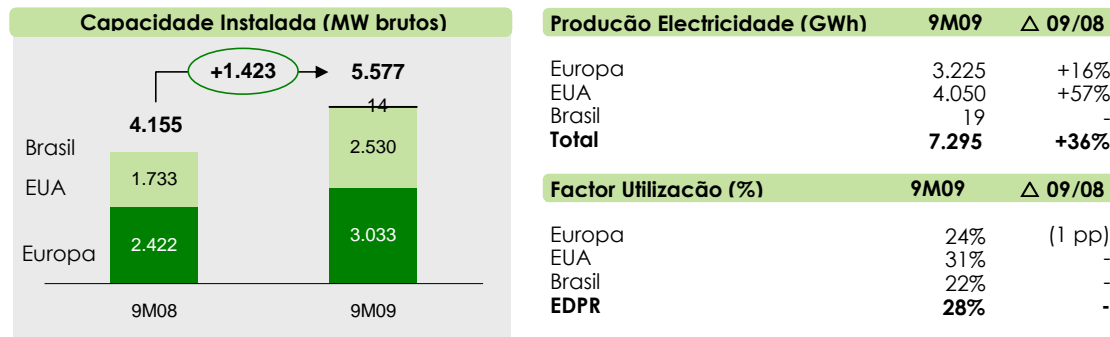 Capacidade Instalada (MW brutos)
+1.423
5.577
14
4.155
Brasil
2.530
1.733
EUA
3.033
2.422
Europa
9M08
9M09
Producão Electricidade (GWh) 9M09 △ 09/08
Europa 3.225 +16%
EUA 4.050 +57%
Brasil 19 -
Total 7.295 +36%
Factor Utilizacão (%) 9M09 △ 09/08
Europa 24% (1 pp)
EUA 31% -
Brasil 22% -
EDPR 28% -